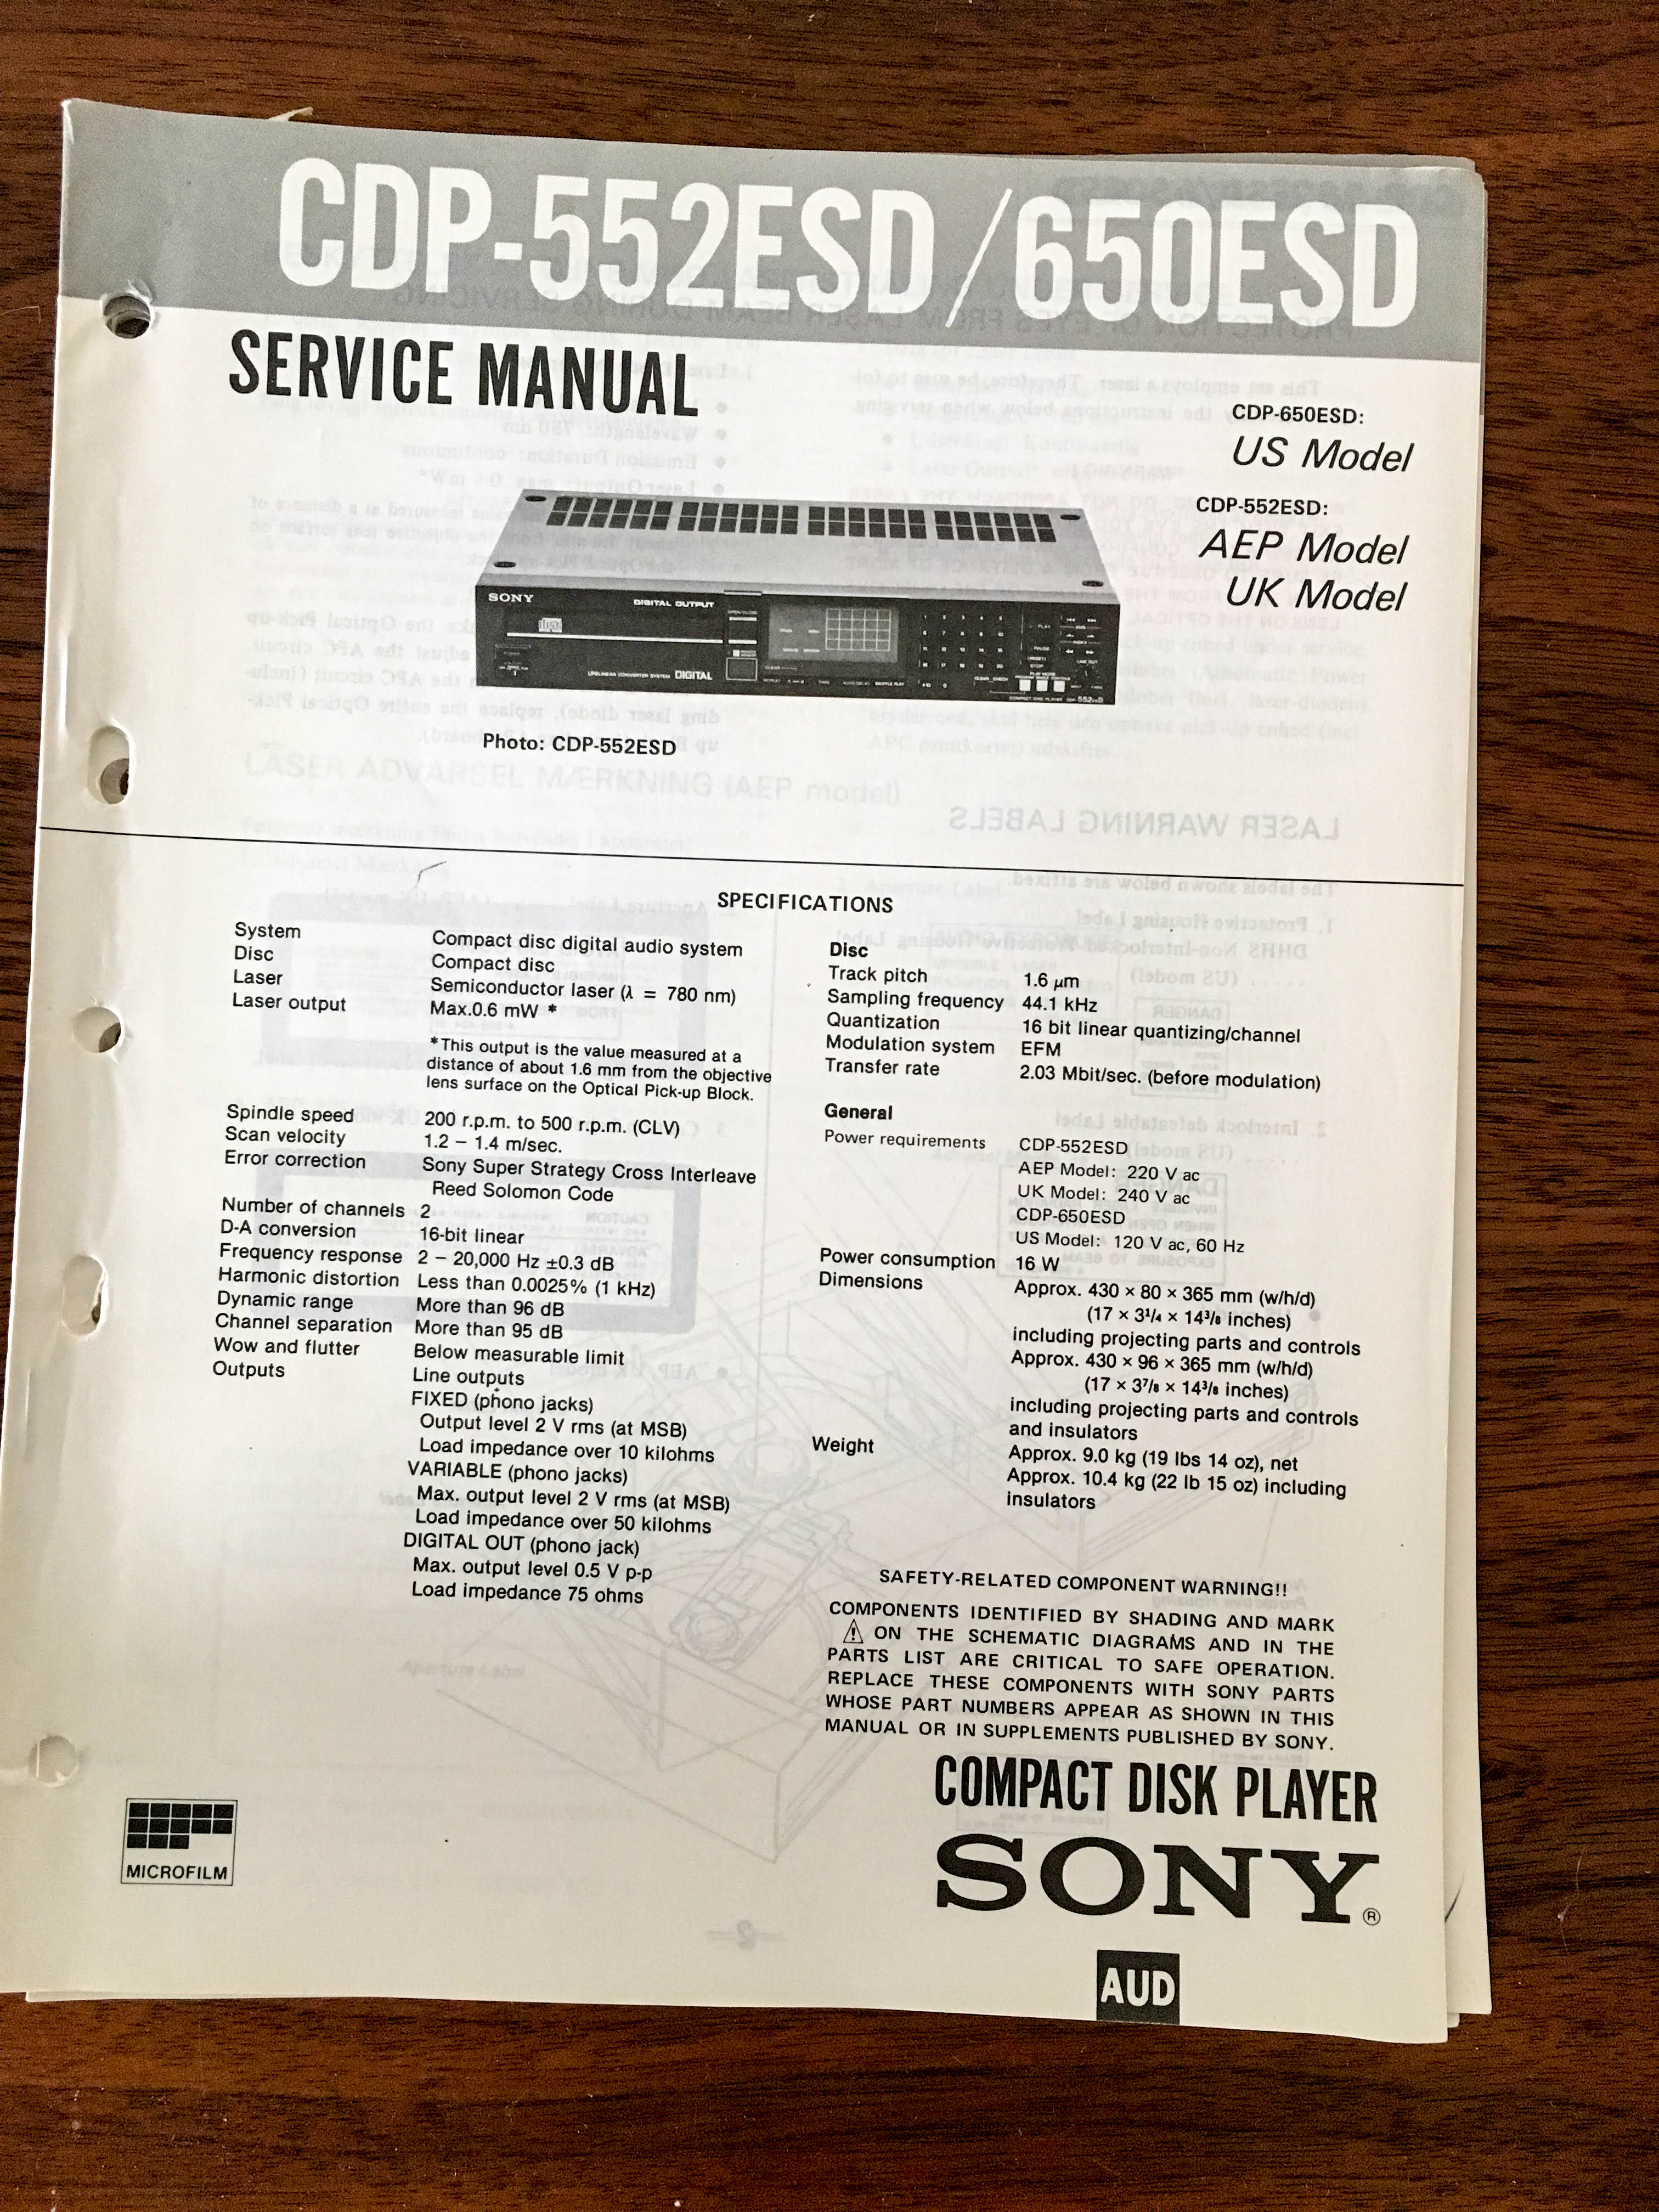 CDP-552ESD/650ESD
SERVICE MANUAL
CDP-650ESD:
US Model
CDP-552ESD:
AEP Model
UK Model
SONY
DIGITAL OUTPUT
UNILINEAR CONVERTER SYSTEM DIGITAL
Photo: CDP-552ESD
LASER ADVARSEL MÆRKNING (AEP model)
LASER WARNING LABELS
SPECIFICATIONS
System Compact disc digital audio system
Disc Compact disc
Laser Semiconductor laser (λ = 780 nm)
Laser output Max.0.6 mW *
*This output is the value measured at a
distance of about 1.6 mm from the objective
lens surface on the Optical Pick-up Block.
Spindle speed 200 r.p.m. to 500 r.p.m. (CLV)
Scan velocity 1.2 – 1.4 m/sec.
Error correction Sony Super Strategy Cross Interleave
Reed Solomon Code
Number of channels 2
D-A conversion 16-bit linear
Frequency response 2 – 20,000 Hz ±0.3 dB
Harmonic distortion Less than 0.0025% (1 kHz)
Dynamic range More than 96 dB
Channel separation More than 95 dB
Wow and flutter Below measurable limit
Outputs Line outputs
FIXED (phono jacks)
Output level 2 V rms (at MSB)
Load impedance over 10 kilohms
VARIABLE (phono jacks)
Max. output level 2 V rms (at MSB)
Load impedance over 50 kilohms
DIGITAL OUT (phono jack)
Max. output level 0.5 V p-p
Load impedance 75 ohms
Disc
Track pitch 1.6 μm
Sampling frequency 44.1 kHz
Quantization 16 bit linear quantizing/channel
Modulation system EFM
Transfer rate 2.03 Mbit/sec. (before modulation)
General
Power requirements CDP-552ESD
AEP Model: 220 V ac
UK Model: 240 V ac
CDP-650ESD
US Model: 120 V ac, 60 Hz
Power consumption 16 W
Dimensions Approx. 430 × 80 × 365 mm (w/h/d)
(17 × 3¼ × 14³/₈ inches)
including projecting parts and controls
Approx. 430 × 96 × 365 mm (w/h/d)
(17 × 3⁷/₈ × 14³/₈ inches)
including projecting parts and controls
and insulators
Weight Approx. 9.0 kg (19 lbs 14 oz), net
Approx. 10.4 kg (22 lb 15 oz) including
insulators
SAFETY-RELATED COMPONENT WARNING!!
COMPONENTS IDENTIFIED BY SHADING AND MARK
⚠ ON THE SCHEMATIC DIAGRAMS AND IN THE
PARTS LIST ARE CRITICAL TO SAFE OPERATION.
REPLACE THESE COMPONENTS WITH SONY PARTS
WHOSE PART NUMBERS APPEAR AS SHOWN IN THIS
MANUAL OR IN SUPPLEMENTS PUBLISHED BY SONY.
COMPACT DISK PLAYER
SONY®
MICROFILM
AUD